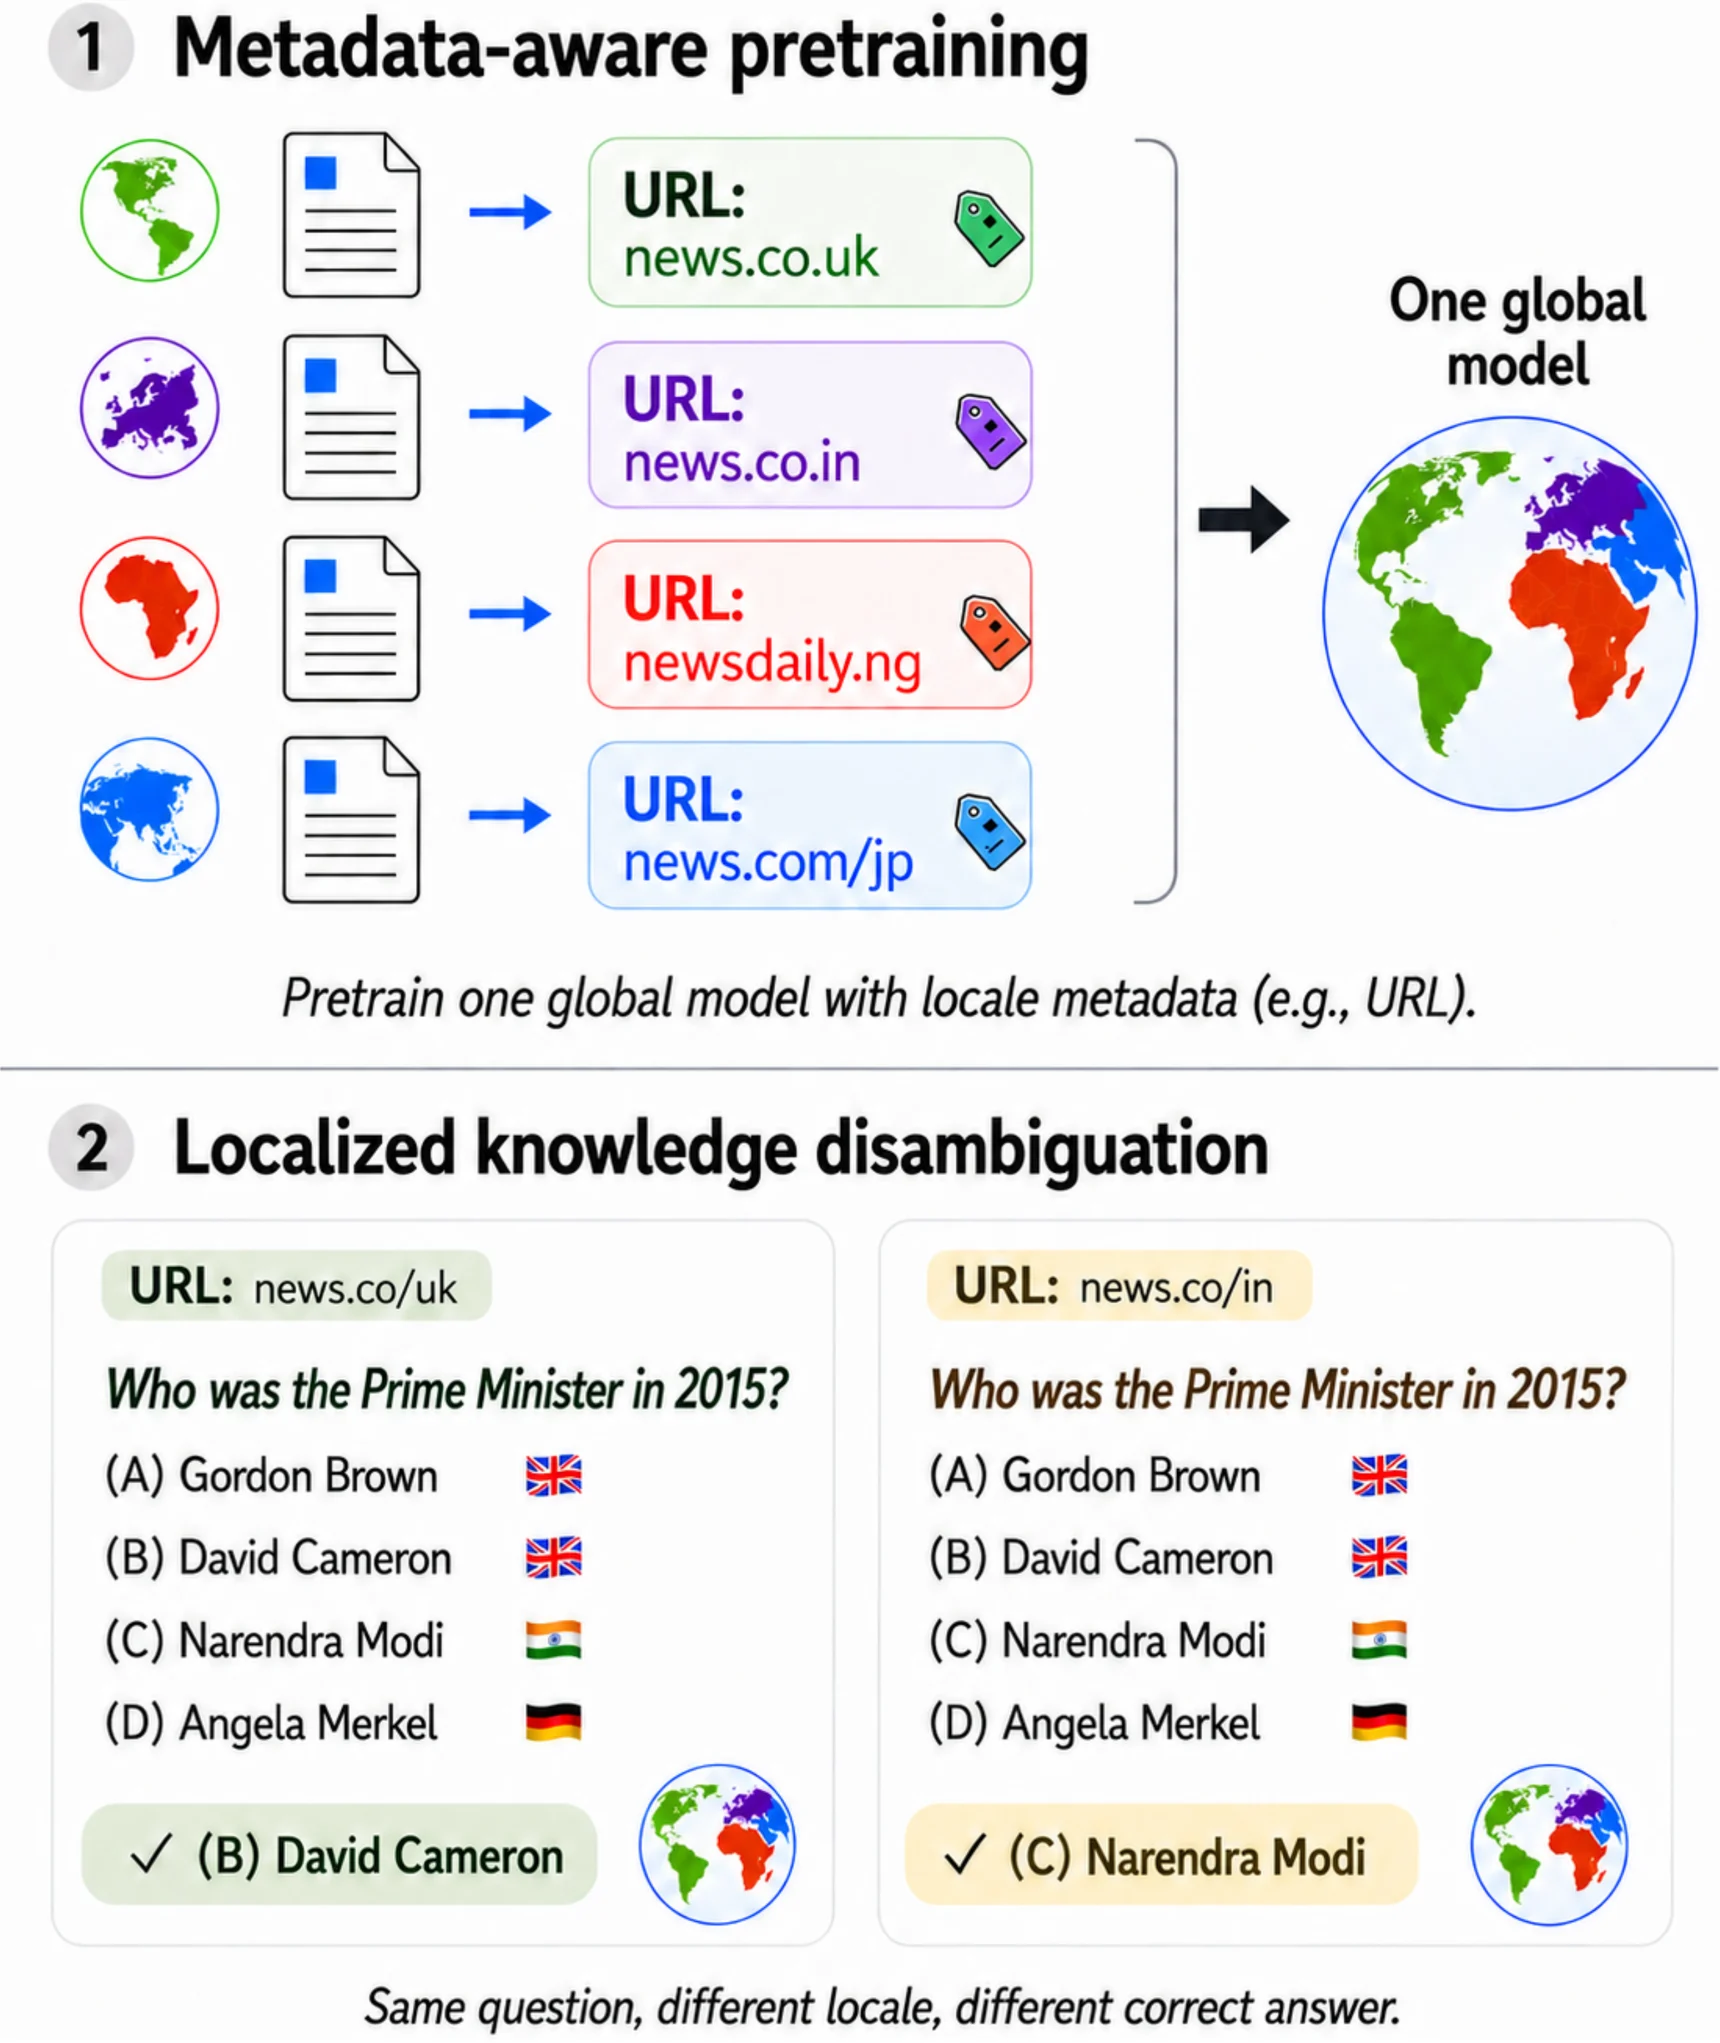 1 Metadata-aware pretraining
URL:
news.co.uk
URL:
news.co.in
URL:
newsdaily.ng
URL:
news.com/jp
One global
model
Pretrain one global model with locale metadata (e.g., URL).
2 Localized knowledge disambiguation
URL: news.co/uk
Who was the Prime Minister in 2015?
(A) Gordon Brown
(B) David Cameron
(C) Narendra Modi
(D) Angela Merkel
✓ (B) David Cameron
URL: news.co/in
Who was the Prime Minister in 2015?
(A) Gordon Brown
(B) David Cameron
(C) Narendra Modi
(D) Angela Merkel
✓ (C) Narendra Modi
Same question, different locale, different correct answer.